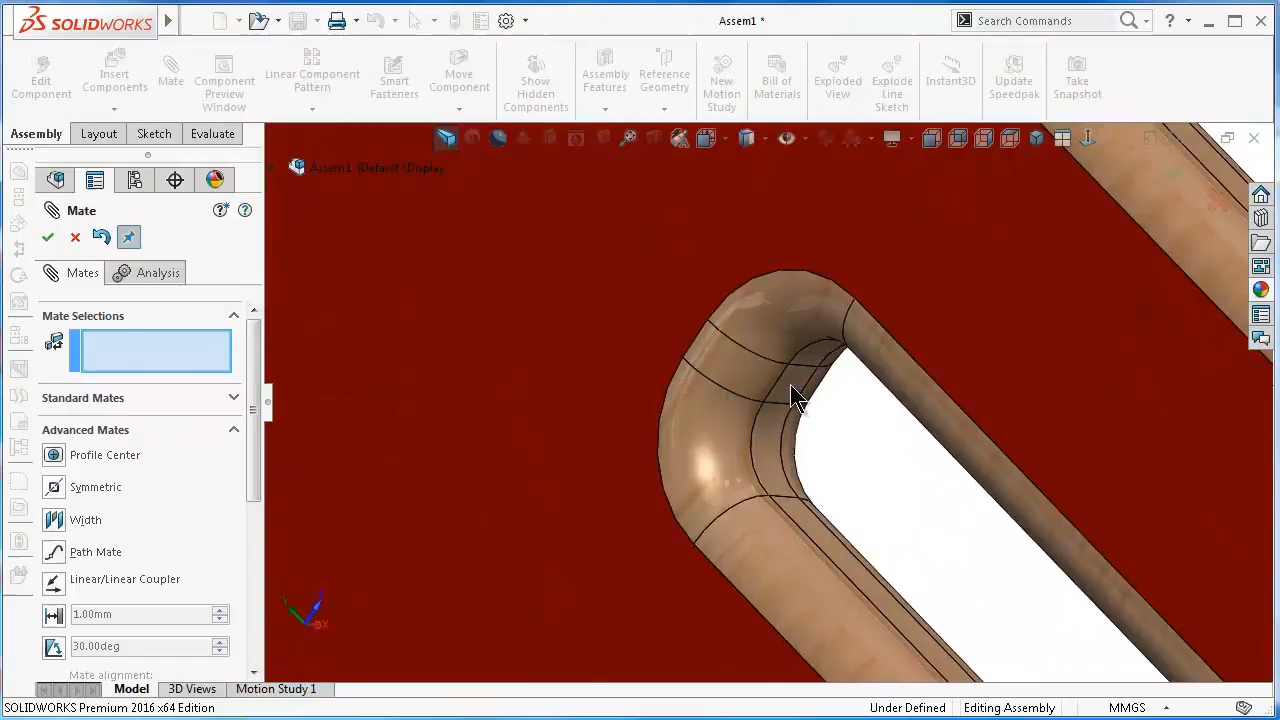 SOLIDWORKS
Assem1 *
Search Commands
Edit Component
Insert Components
Mate
Component Preview Window
Linear Component Pattern
Smart Fasteners
Move Component
Show Hidden Components
Assembly Features
Reference Geometry
New Motion Study
Bill of Materials
Exploded View
Explode Line Sketch
Instant3D
Update Speedpak
Take Snapshot
Assembly
Layout
Sketch
Evaluate
Assem1 (Default<Display
Mate
Mates
Analysis
Mate Selections
Standard Mates
Advanced Mates
Profile Center
Symmetric
Width
Path Mate
Linear/Linear Coupler
1.00mm
30.00deg
Mate alignment:
Y
X
Model
3D Views
Motion Study 1
SOLIDWORKS Premium 2016 x64 Edition
Under Defined
Editing Assembly
MMGS